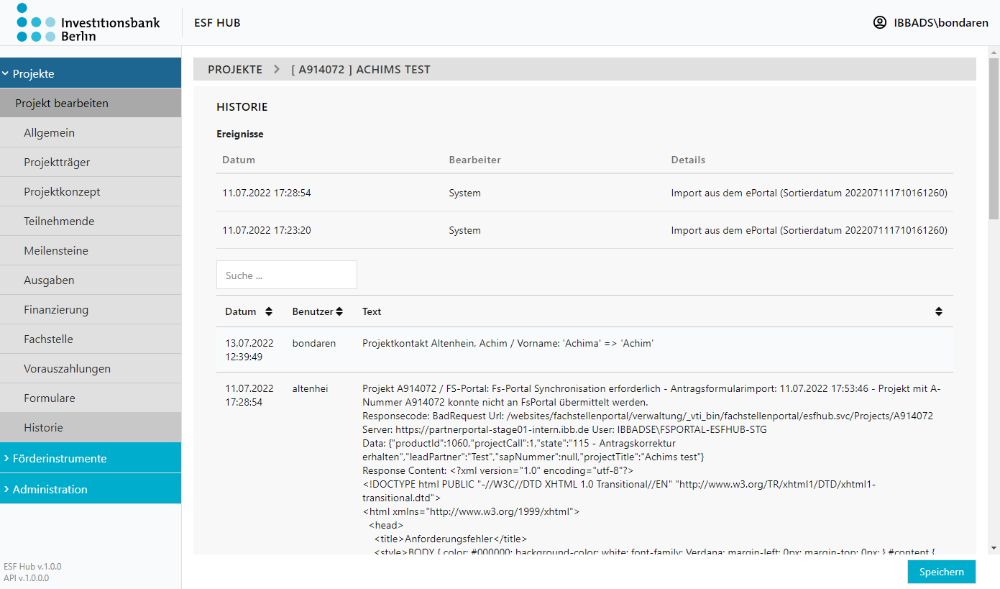 Investitionsbank
Berlin
ESF HUB
IBBADS\bondaren
Projekte
Projekt bearbeiten
Allgemein
Projektträger
Projektkonzept
Teilnehmende
Meilensteine
Ausgaben
Finanzierung
Fachstelle
Vorauszahlungen
Formulare
Historie
Förderinstrumente
Administration
ESF Hub v.1.0.0
API v.1.0.0.0
PROJEKTE > [ A914072 ] ACHIMS TEST
HISTORIE
Ereignisse
Datum Bearbeiter Details
11.07.2022 17:28:54 System Import aus dem ePortal (Sortierdatum 202207111710161260)
11.07.2022 17:23:20 System Import aus dem ePortal (Sortierdatum 202207111710161260)
Suche ...
Datum Benutzer Text
13.07.2022 bondaren Projektkontakt Altenhein, Achim / Vorname: 'Achima' => 'Achim'
12:39:49
11.07.2022 altenhei Projekt A914072 / FS-Portal: Fs-Portal Synchronisation erforderlich - Antragsformularimport: 11.07.2022 17:53:46 - Projekt mit A-
17:28:54 Nummer A914072 konnte nicht an FsPortal übermittelt werden.
Responsecode: BadRequest Url: /websites/fachstellenportal/verwaltung/_vti_bin/fachstellenportal/esfhub.svc/Projects/A914072
Server: https://partnerportal-stage01-intern.ibb.de User: IBBADSE\FSPORTAL-ESFHUB-STG
Data: {"productId":1060,"projectCall":1,"state":"115 - Antragskorrektur
erhalten","leadPartner":"Test","sapNummer":null,"projectTitle":"Achims test"}
Response Content: <?xml version="1.0" encoding="utf-8"?>
<!DOCTYPE html PUBLIC "-//W3C//DTD XHTML 1.0 Transitional//EN" "http://www.w3.org/TR/xhtml1/DTD/xhtml1-
transitional.dtd">
<html xmlns="http://www.w3.org/1999/xhtml">
<head>
<title>Anforderungsfehler</title>
<style>BODY { color: #000000; background-color: white; font-family: Verdana; margin-left: 0px; margin-top: 0px; } #content {
Speichern